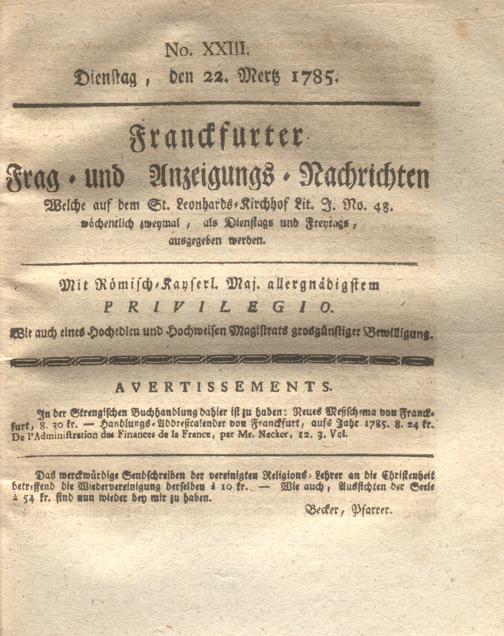 No. XXIII.
Dienstag, den 22. Mertz 1785.
Franckfurter
Frag- und Anzeigungs-Nachrichten
Welche auf dem St. Leonhards-Kirchhof Lit. J. No. 48.
wöchentlich zweymal, als Dienstags und Freytags,
ausgegeben werden.
Mit Römisch-Kayserl. Maj. allergnädigstem
PRIVILEGIO.
Wie auch eines Hochedlen und Hochweisen Magistrats grosgünstiger Bewilligung.
AVERTISSEMENTS.
In der Strengischen Buchhandlung dahier ist zu haben: Neues Meßschema von Franck-
furt, 8. 30 kr. — Handlungs-Addresscalender von Franckfurt, aufs Jahr 1785. 8. 24 kr.
De l'Administration des Finances de la France, par Mr. Necker, 12. 3. Vol.
Das merckwürdige Sendschreiben der vereinigten Religions-Lehrer an die Christenheit
betreffend die Wiedervereinigung derselben à 10 kr. — Wie auch, Aussichten der Seele
à 54 kr. sind nun wieder bey mir zu haben.
Becker, Pfarrer.